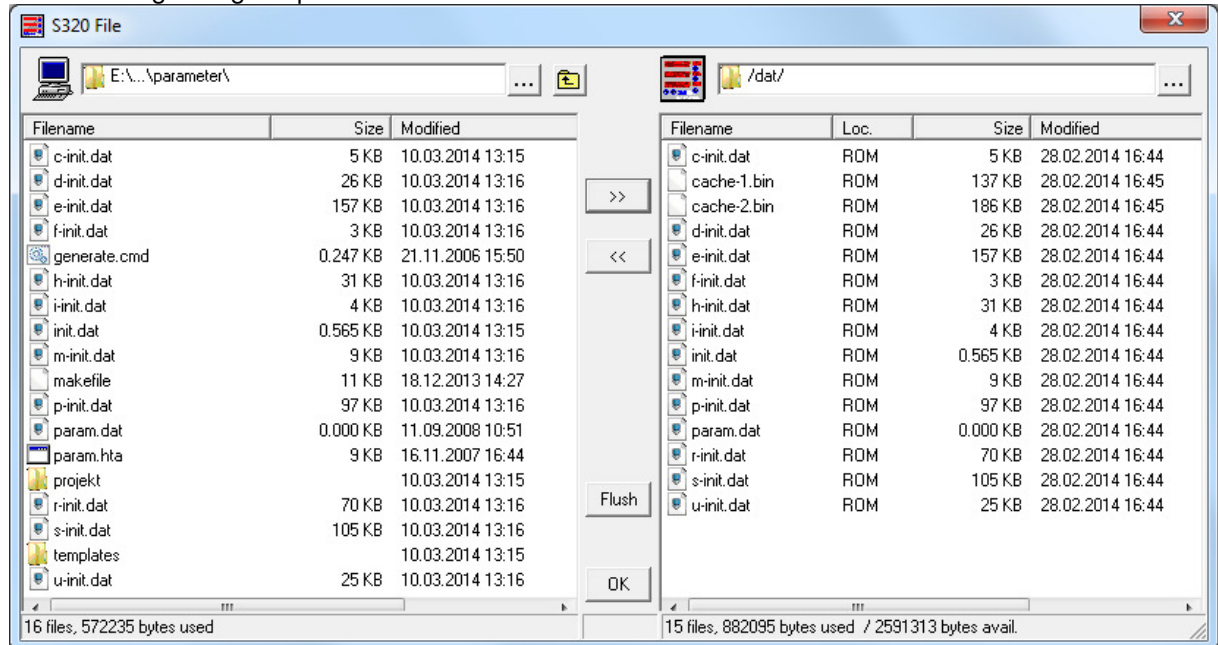 S320 File
E:\...\parameter\ ...
/dat/ ...
Filename Size Modified
c-init.dat 5 KB 10.03.2014 13:15
d-init.dat 26 KB 10.03.2014 13:16
e-init.dat 157 KB 10.03.2014 13:16
f-init.dat 3 KB 10.03.2014 13:16
generate.cmd 0.247 KB 21.11.2006 15:50
h-init.dat 31 KB 10.03.2014 13:16
i-init.dat 4 KB 10.03.2014 13:16
init.dat 0.565 KB 10.03.2014 13:15
m-init.dat 9 KB 10.03.2014 13:16
makefile 11 KB 18.12.2013 14:27
p-init.dat 97 KB 10.03.2014 13:16
param.dat 0.000 KB 11.09.2008 10:51
param.hta 9 KB 16.11.2007 16:44
projekt 10.03.2014 13:15
r-init.dat 70 KB 10.03.2014 13:16
s-init.dat 105 KB 10.03.2014 13:16
templates 10.03.2014 13:15
u-init.dat 25 KB 10.03.2014 13:16
16 files, 572235 bytes used
>>
<<
Flush
OK
Filename Loc. Size Modified
c-init.dat ROM 5 KB 28.02.2014 16:44
cache-1.bin ROM 137 KB 28.02.2014 16:45
cache-2.bin ROM 186 KB 28.02.2014 16:45
d-init.dat ROM 26 KB 28.02.2014 16:44
e-init.dat ROM 157 KB 28.02.2014 16:44
f-init.dat ROM 3 KB 28.02.2014 16:44
h-init.dat ROM 31 KB 28.02.2014 16:44
i-init.dat ROM 4 KB 28.02.2014 16:44
init.dat ROM 0.565 KB 28.02.2014 16:44
m-init.dat ROM 9 KB 28.02.2014 16:44
p-init.dat ROM 97 KB 28.02.2014 16:44
param.dat ROM 0.000 KB 28.02.2014 16:44
r-init.dat ROM 70 KB 28.02.2014 16:44
s-init.dat ROM 105 KB 28.02.2014 16:44
u-init.dat ROM 25 KB 28.02.2014 16:44
15 files, 882095 bytes used / 2591313 bytes avail.